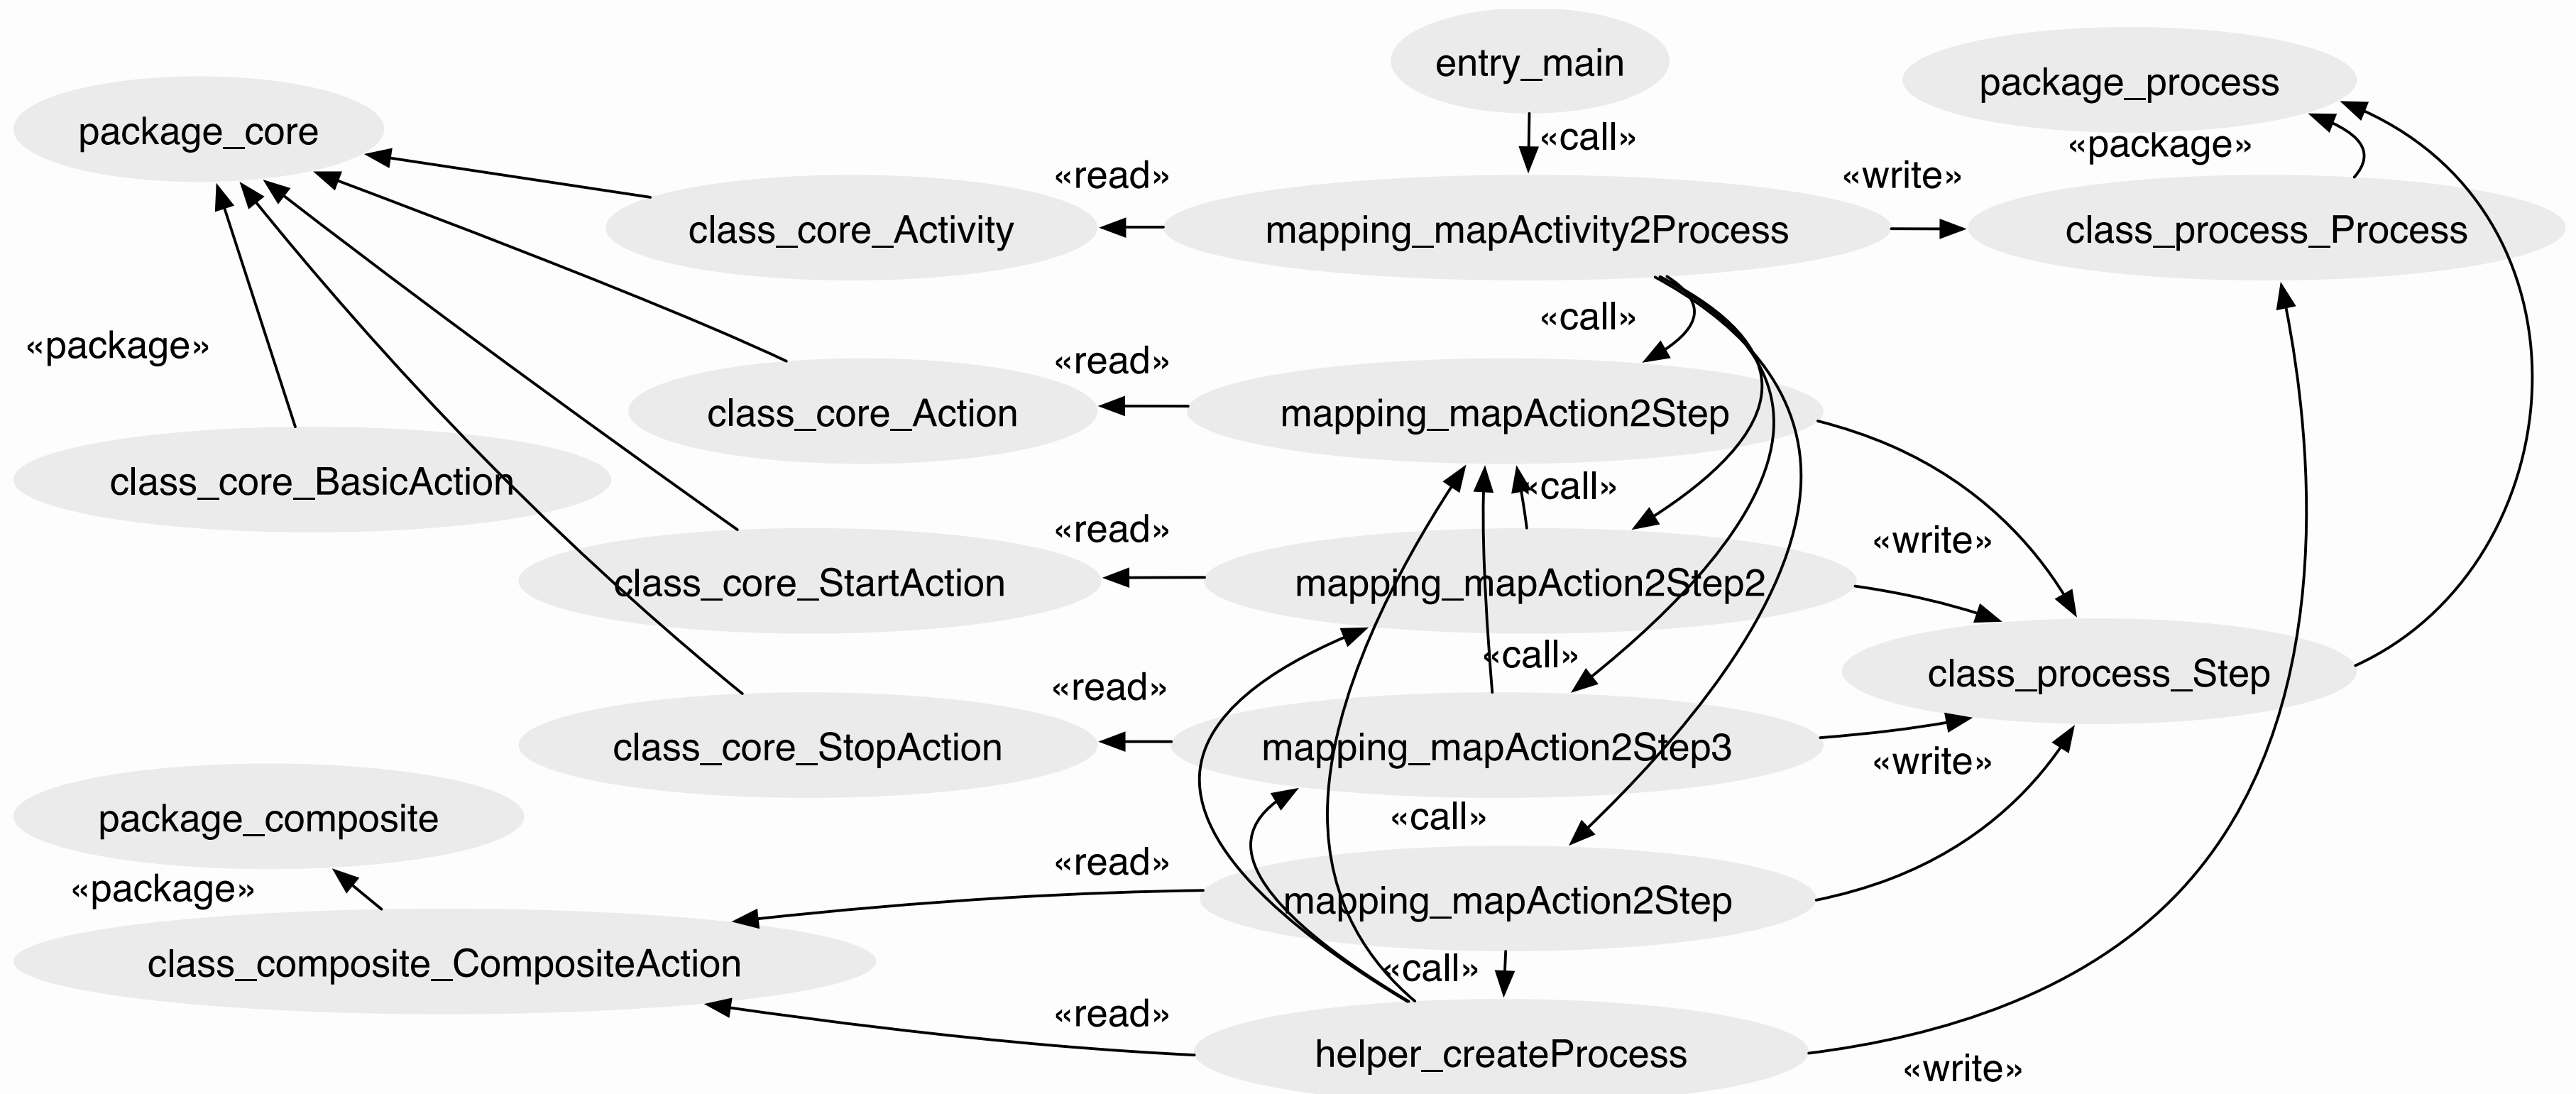 entry_main
package_process
package_core
«call»
«package»
«read»
«write»
class_core_Activity
mapping_mapActivity2Process
class_process_Process
«call»
«package»
«read»
class_core_Action
mapping_mapAction2Step
class_core_BasicAction
«call»
«read»
«write»
class_core_StartAction
mapping_mapAction2Step2
«call»
class_process_Step
«read»
class_core_StopAction
mapping_mapAction2Step3
«write»
package_composite
«call»
«read»
«package»
mapping_mapAction2Step
class_composite_CompositeAction
«call»
«read»
helper_createProcess
«write»